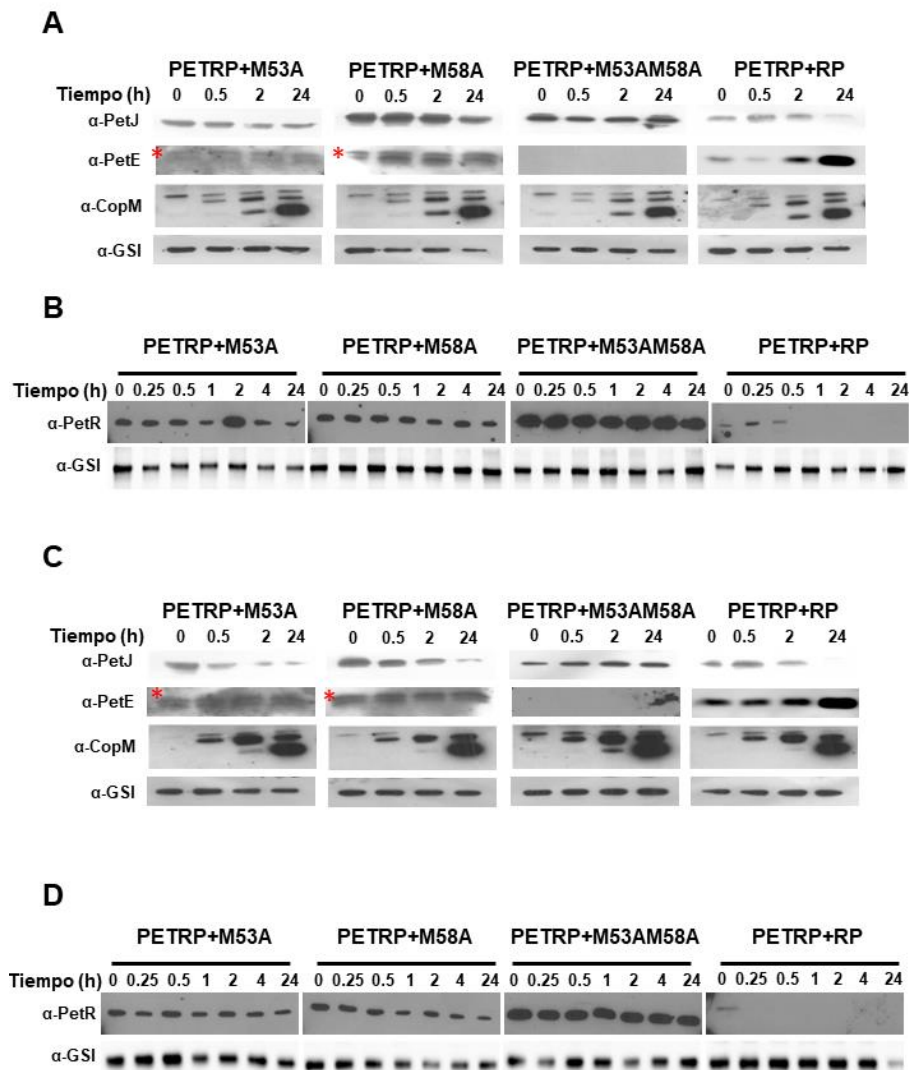 A
PETRP+M53A PETRP+M58A PETRP+M53AM58A PETRP+RP
Tiempo (h) 0 0.5 2 24 0 0.5 2 24 0 0.5 2 24 0 0.5 2 24
α-PetJ
* * α-PetE
α-CopM
α-GSI
B
PETRP+M53A PETRP+M58A PETRP+M53AM58A PETRP+RP
Tiempo (h) 0 0.25 0.5 1 2 4 24 0 0.25 0.5 1 2 4 24 0 0.25 0.5 1 2 4 24 0 0.25 0.5 1 2 4 24
α-PetR
α-GSI
C
PETRP+M53A PETRP+M58A PETRP+M53AM58A PETRP+RP
Tiempo (h) 0 0.5 2 24 0 0.5 2 24 0 0.5 2 24 0 0.5 2 24
α-PetJ
* * α-PetE
α-CopM
α-GSI
D
PETRP+M53A PETRP+M58A PETRP+M53AM58A PETRP+RP
Tiempo (h) 0 0.25 0.5 1 2 4 24 0 0.25 0.5 1 2 4 24 0 0.25 0.5 1 2 4 24 0 0.25 0.5 1 2 4 24
α-PetR
α-GSI